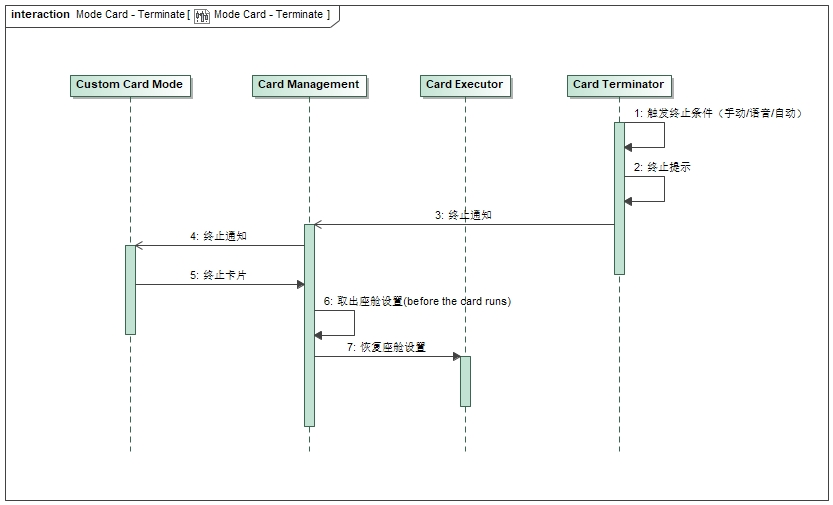 interaction Mode Card - Terminate[ Mode Card - Terminate ]
Custom Card Mode
Card Management
Card Executor
Card Terminator
1: 触发终止条件（手动/语音/自动）
2: 终止提示
3: 终止通知
4: 终止通知
5: 终止卡片
6: 取出座舱设置(before the card runs)
7: 恢复座舱设置